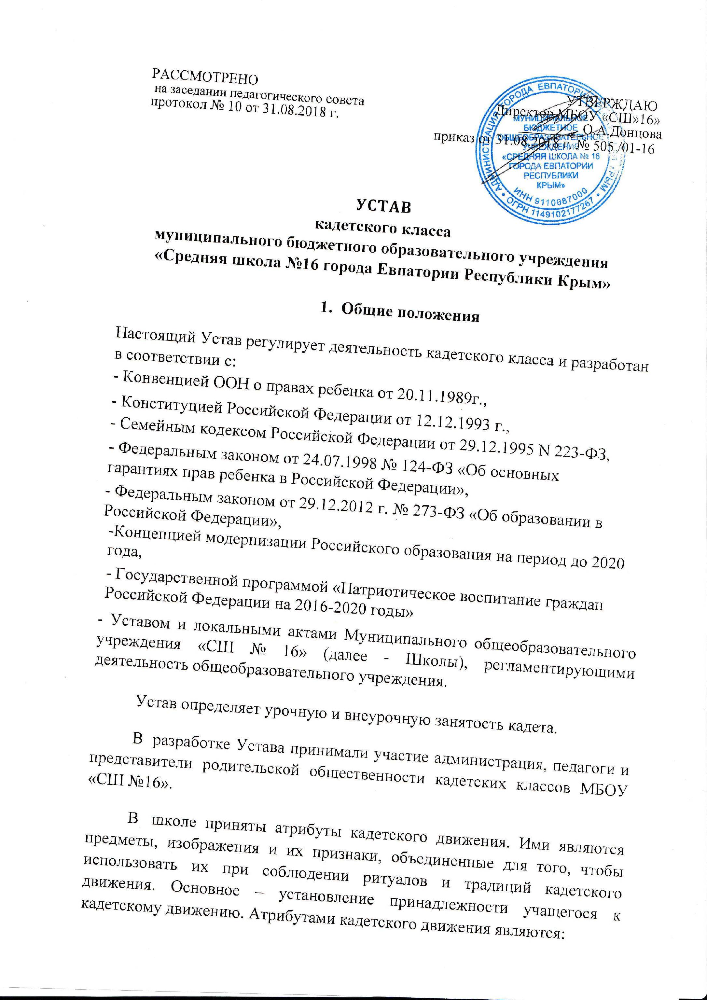 РАССМОТРЕНО
на заседании педагогического совета
протокол № 10 от 31.08.2018 г.
УТВЕРЖДАЮ
Директор МБОУ «СШ»16»
О.А.Донцова
приказ от 31.08.2018 г. № 505 /01-16
АДМИНИСТРАЦИЯ ГОРОДА ЕВПАТОРИИ КРЫМ
МУНИЦИПАЛЬНОЕ
БЮДЖЕТНОЕ
ОБЩЕОБРАЗОВАТЕЛЬНОЕ
УЧРЕЖДЕНИЕ
«СРЕДНЯЯ ШКОЛА № 16
ГОРОДА ЕВПАТОРИИ
РЕСПУБЛИКИ
КРЫМ»
ИНН 9110087000
• ОГРН 1149102177267 •
УСТАВ
кадетского класса
муниципального бюджетного образовательного учреждения
«Средняя школа №16 города Евпатории Республики Крым»
1. Общие положения
Настоящий Устав регулирует деятельность кадетского класса и разработан
в соответствии с:
- Конвенцией ООН о правах ребенка от 20.11.1989г.,
- Конституцией Российской Федерации от 12.12.1993 г.,
- Семейным кодексом Российской Федерации от 29.12.1995 N 223-ФЗ,
- Федеральным законом от 24.07.1998 № 124-ФЗ «Об основных
гарантиях прав ребенка в Российской Федерации»,
- Федеральным законом от 29.12.2012 г. № 273-ФЗ «Об образовании в
Российской Федерации»,
-Концепцией модернизации Российского образования на период до 2020
года,
- Государственной программой «Патриотическое воспитание граждан
Российской Федерации на 2016-2020 годы»
- Уставом и локальными актами Муниципального общеобразовательного
учреждения «СШ № 16» (далее - Школы), регламентирующими
деятельность общеобразовательного учреждения.
Устав определяет урочную и внеурочную занятость кадета.
В разработке Устава принимали участие администрация, педагоги и
представители родительской общественности кадетских классов МБОУ
«СШ №16».
В школе приняты атрибуты кадетского движения. Ими являются
предметы, изображения и их признаки, объединенные для того, чтобы
использовать их при соблюдении ритуалов и традиций кадетского
движения. Основное – установление принадлежности учащегося к
кадетскому движению. Атрибутами кадетского движения являются: